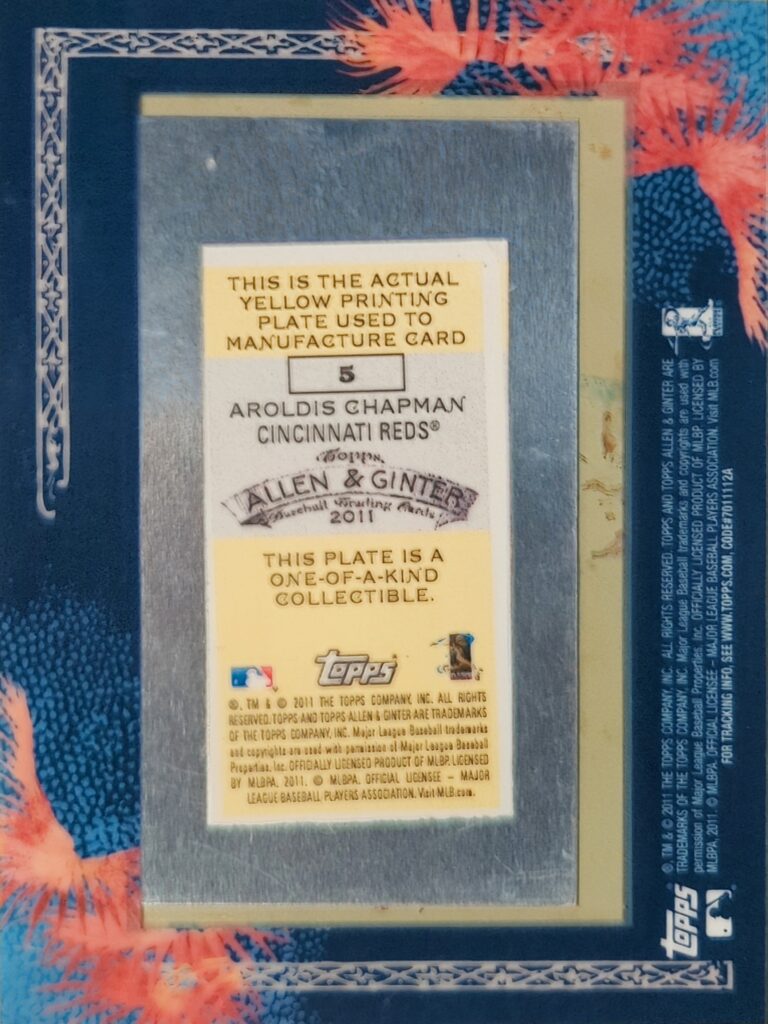 THIS IS THE ACTUAL
YELLOW PRINTING
PLATE USED TO
MANUFACTURE CARD
5
AROLDIS CHAPMAN
CINCINNATI REDS®
Topps
ALLEN & GINTER
Baseball Trading Cards
2011
THIS PLATE IS A
ONE-OF-A-KIND
COLLECTIBLE.
topps
®, TM & © 2011 THE TOPPS COMPANY, INC. ALL RIGHTS
RESERVED. TOPPS AND TOPPS ALLEN & GINTER ARE TRADEMARKS
OF THE TOPPS COMPANY, INC. Major League Baseball trademarks
and copyrights are used with permission of Major League Baseball
Properties, Inc. OFFICIALLY LICENSED PRODUCT OF MLBP. LICENSED
BY MLBPA, 2011. © MLBPA. OFFICIAL LICENSEE – MAJOR
LEAGUE BASEBALL PLAYERS ASSOCIATION. Visit MLB.com.
topps
®, TM & © 2011 THE TOPPS COMPANY, INC. ALL RIGHTS RESERVED. TOPPS AND TOPPS ALLEN & GINTER ARE
TRADEMARKS OF THE TOPPS COMPANY, INC. Major League Baseball trademarks and copyrights are used with
permission of Major League Baseball Properties, Inc. OFFICIALLY LICENSED PRODUCT OF MLBP. LICENSED BY
MLBPA, 2011. © MLBPA. OFFICIAL LICENSEE – MAJOR LEAGUE BASEBALL PLAYERS ASSOCIATION. Visit MLB.com
FOR TRACKING INFO, SEE WWW.TOPPS.COM, CODE#7011112A